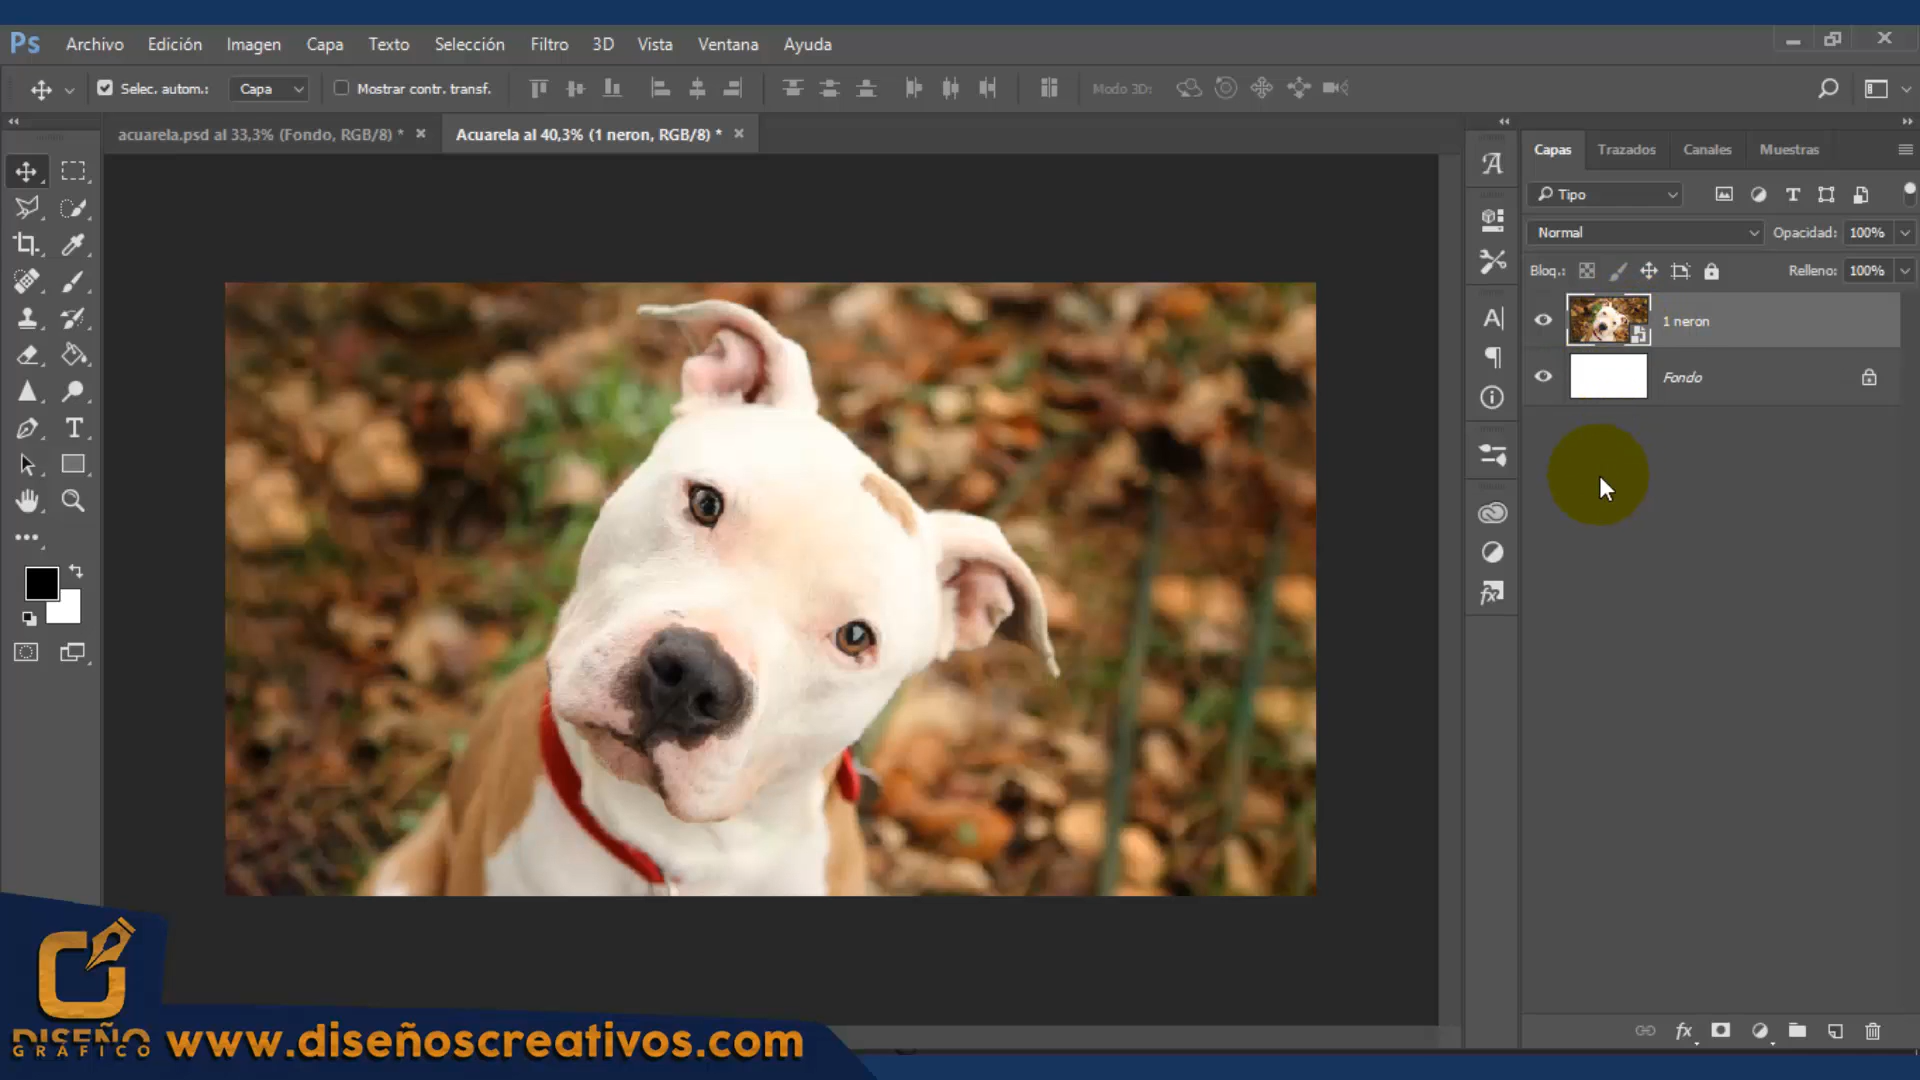 Ps Archivo Edición Imagen Capa Texto Selección Filtro 3D Vista Ventana Ayuda
Selec. autom.: Capa Mostrar contr. transf. Modo 3D:
acuarela.psd al 33,3% (Fondo, RGB/8) * Acuarela al 40,3% (1 neron, RGB/8) *
Capas Trazados Canales Muestras
Tipo
Normal Opacidad: 100%
Bloq.: Relleno: 100%
1 neron
Fondo
DISEÑO
GRÁFICO
www.diseñoscreativos.com